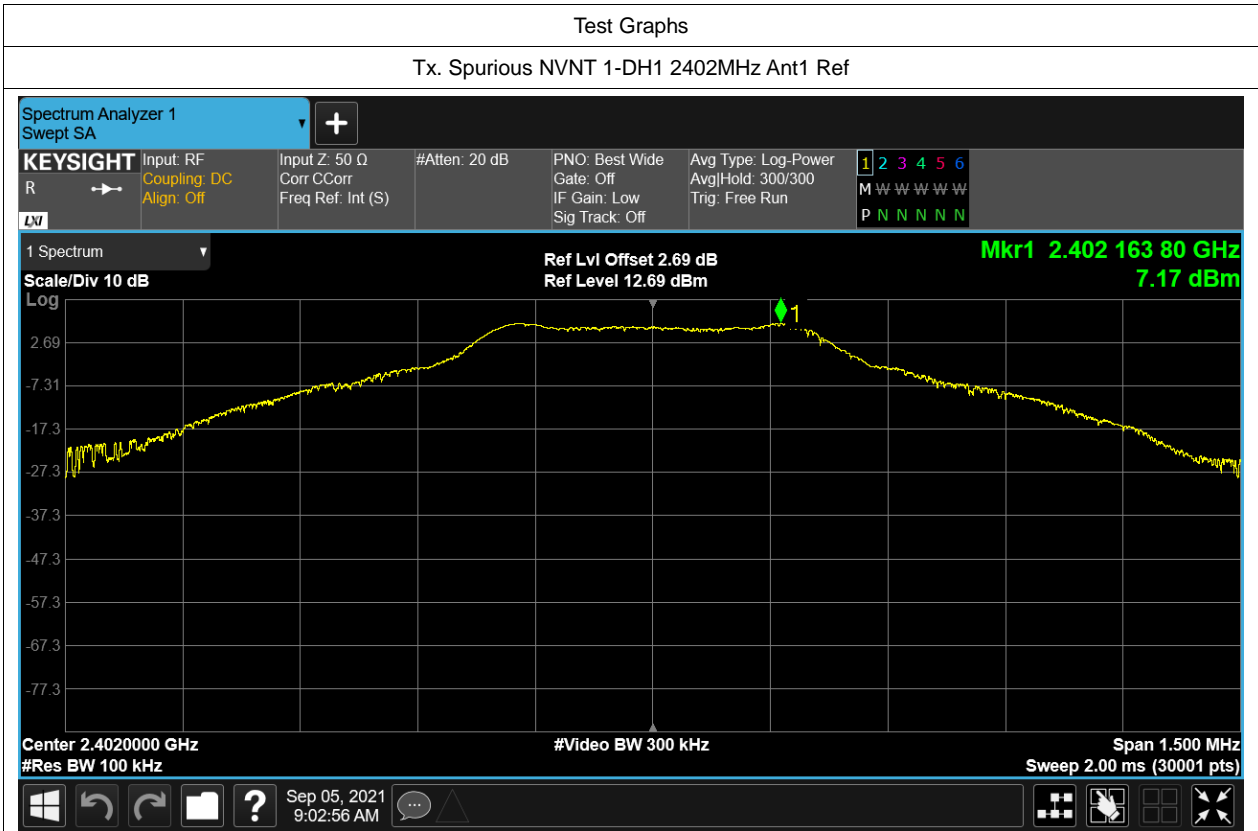 Test Graphs
Tx. Spurious NVNT 1-DH1 2402MHz Ant1 Ref
Spectrum Analyzer 1
Swept SA
KEYSIGHT
R
LXI
Input: RF
Coupling: DC
Align: Off
Input Z: 50 Ω
Corr CCorr
Freq Ref: Int (S)
#Atten: 20 dB
PNO: Best Wide
Gate: Off
IF Gain: Low
Sig Track: Off
Avg Type: Log-Power
Avg|Hold: 300/300
Trig: Free Run
1 2 3 4 5 6
M W W W W W
P N N N N N
1 Spectrum
Scale/Div 10 dB
Log
Ref Lvl Offset 2.69 dB
Ref Level 12.69 dBm
Mkr1 2.402 163 80 GHz
7.17 dBm
1
2.69
-7.31
-17.3
-27.3
-37.3
-47.3
-57.3
-67.3
-77.3
Center 2.4020000 GHz
#Res BW 100 kHz
#Video BW 300 kHz
Span 1.500 MHz
Sweep 2.00 ms (30001 pts)
?
Sep 05, 2021
9:02:56 AM